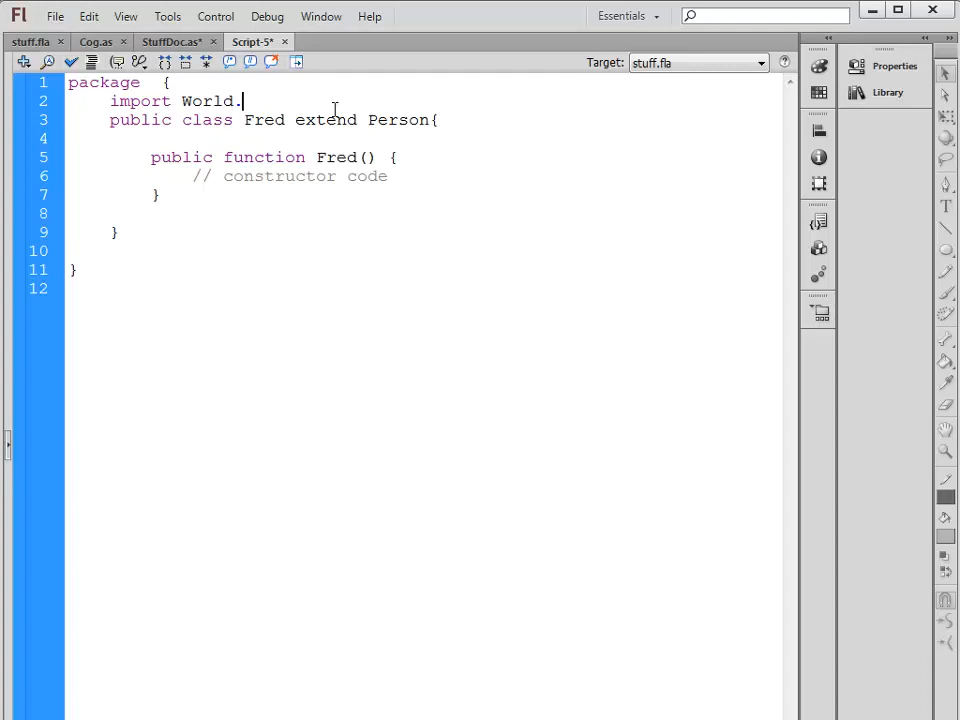 Fl File Edit View Tools Control Debug Window Help Essentials
stuff.fla × Cog.as × StuffDoc.as* × Script-5* ×
Target: stuff.fla
1 package {
2 import World.
3 public class Fred extend Person{
4
5 public function Fred() {
6 // constructor code
7 }
8
9 }
10
11 }
12
Properties
Library